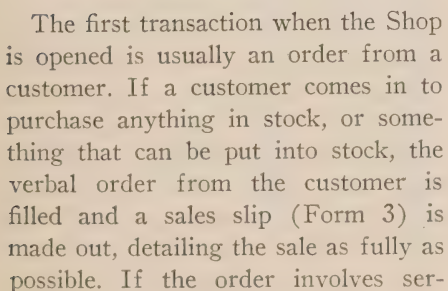 The first transaction when the Shop
is opened is usually an order from a
customer. If a customer comes in to
purchase anything in stock, or some-
thing that can be put into stock, the
verbal order from the customer is
filled and a sales slip (Form 3) is
made out, detailing the sale as fully as
possible. If the order involves ser-